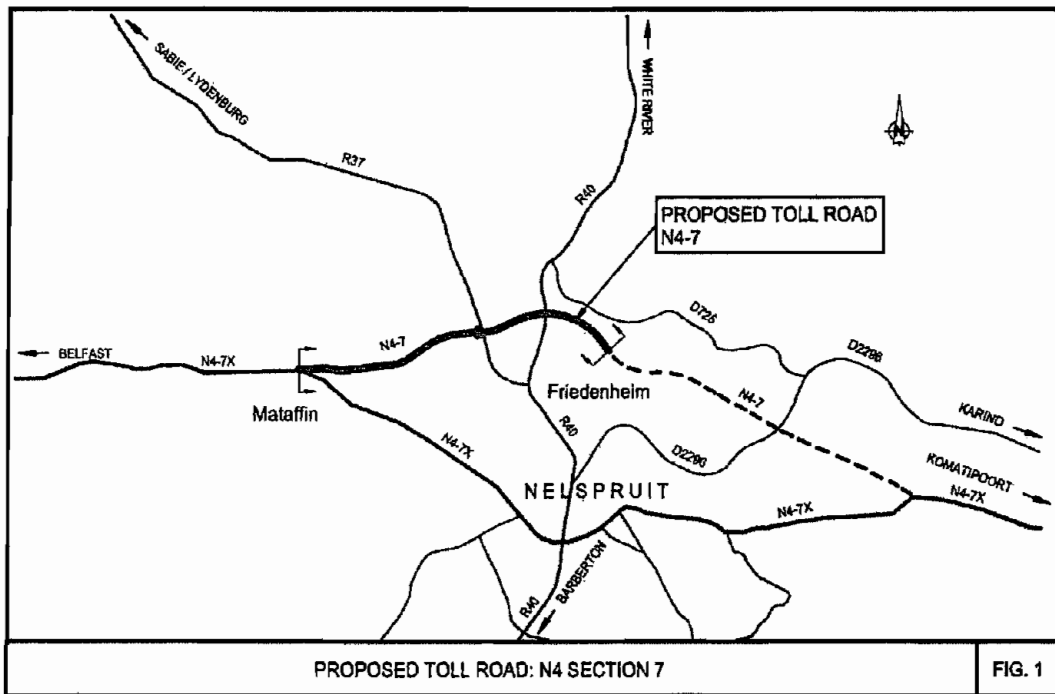 SABIE / LYDENBURG
WHITE RIVER
N
R37
R40
PROPOSED TOLL ROAD
N4-7
D725
BELFAST
N4-7X
N4-7
D2298
Mataffin
Friedenheim
N4-7
KARINO
N4-7X
R40
D2296
KOMATIPOORT
NELSPRUIT
N4-7X
N4-7X
BARBERTON
R40
PROPOSED TOLL ROAD: N4 SECTION 7
FIG. 1